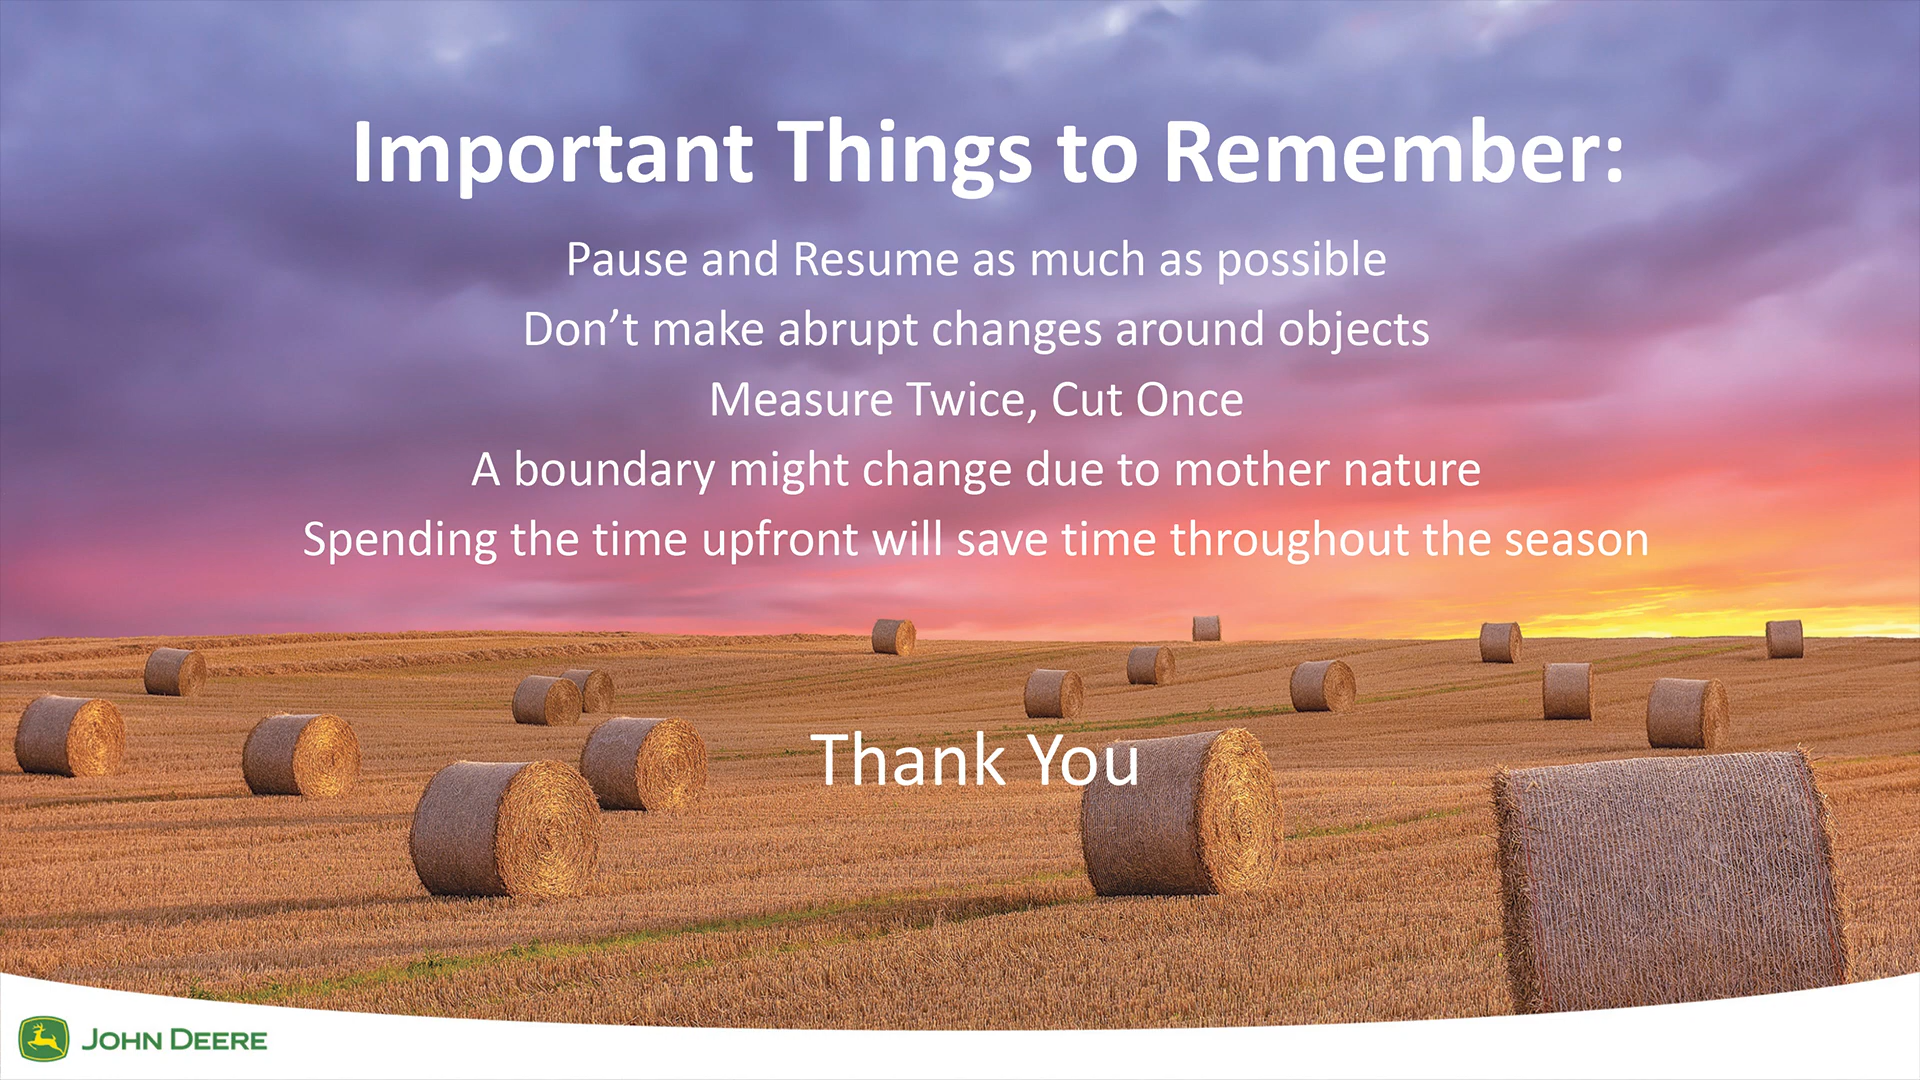 Important Things to Remember:
Pause and Resume as much as possible
Don’t make abrupt changes around objects
Measure Twice, Cut Once
A boundary might change due to mother nature
Spending the time upfront will save time throughout the season
Thank You
JOHN DEERE